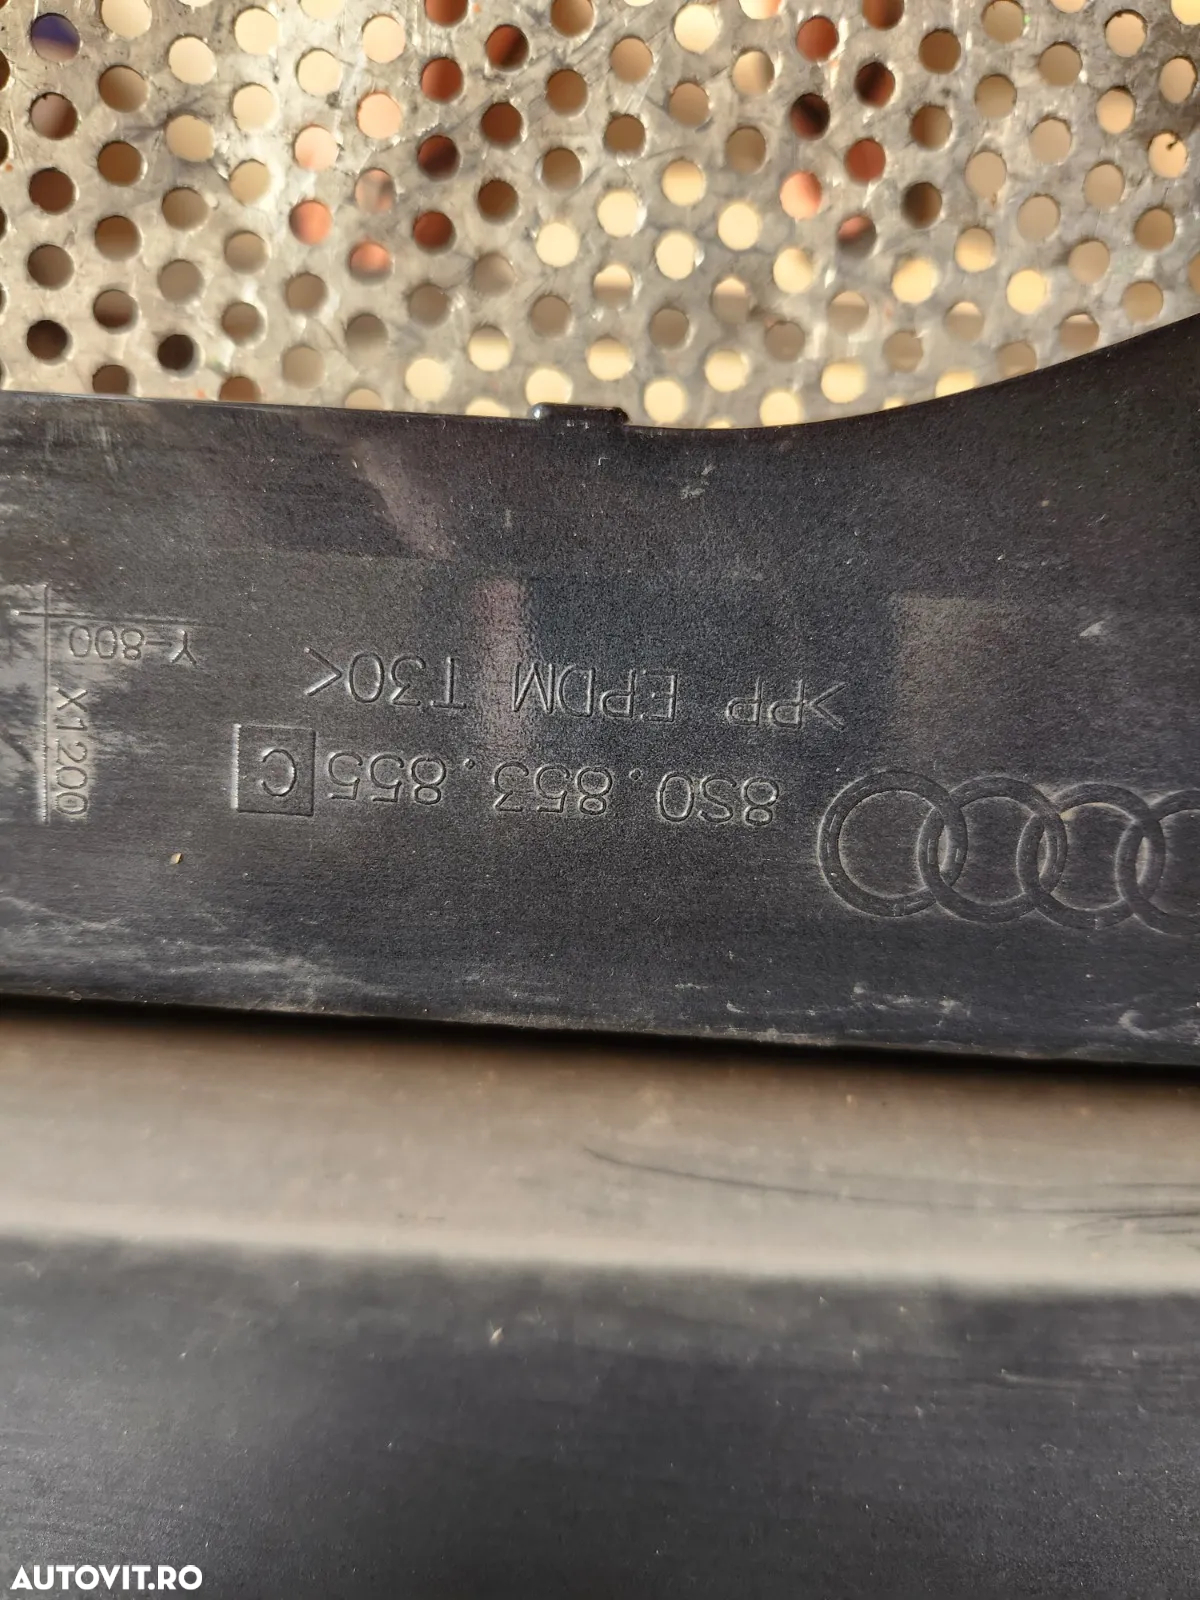 8S0.853.855 C
>PP EPDM T30<
Y-800
X1200
AUTOVIT.RO